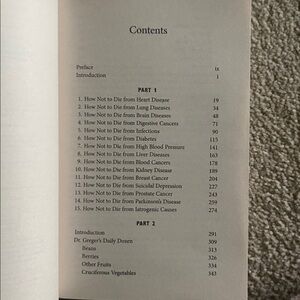 Contents
Preface ix
Introduction 1
PART 1
1. How Not to Die from Heart Disease 19
2. How Not to Die from Lung Diseases 34
3. How Not to Die from Brain Diseases 48
4. How Not to Die from Digestive Cancers 71
5. How Not to Die from Infections 90
6. How Not to Die from Diabetes 115
7. How Not to Die from High Blood Pressure 141
8. How Not to Die from Liver Diseases 163
9. How Not to Die from Blood Cancers 178
10. How Not to Die from Kidney Disease 189
11. How Not to Die from Breast Cancer 204
12. How Not to Die from Suicidal Depression 227
13. How Not to Die from Prostate Cancer 243
14. How Not to Die from Parkinson's Disease 259
15. How Not to Die from Iatrogenic Causes 274
PART 2
Introduction 291
Dr. Greger's Daily Dozen 309
Beans 313
Berries 326
Other Fruits 334
Cruciferous Vegetables 343